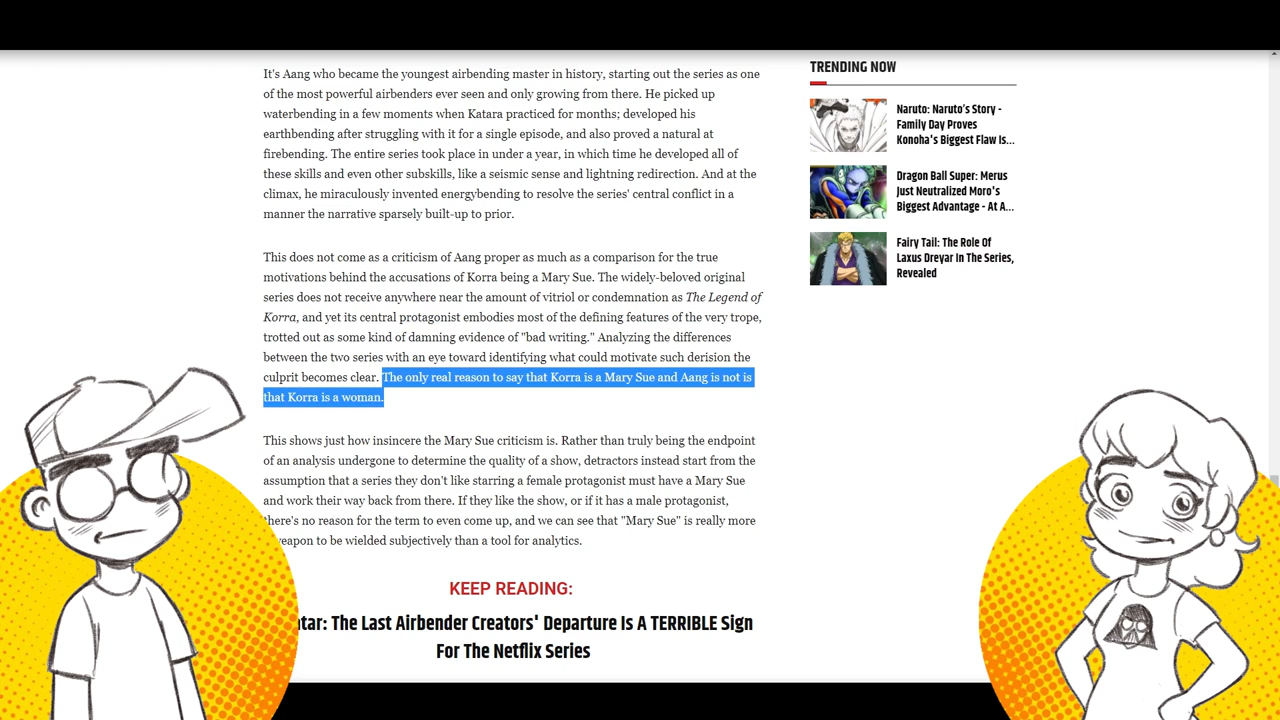 It's Aang who became the youngest airbending master in history, starting out the series as one
of the most powerful airbenders ever seen and only growing from there. He picked up
waterbending in a few moments when Katara practiced for months; developed his
earthbending after struggling with it for a single episode, and also proved a natural at
firebending. The entire series took place in under a year, in which time he developed all of
these skills and even other subskills, like a seismic sense and lightning redirection. And at the
climax, he miraculously invented energybending to resolve the series' central conflict in a
manner the narrative sparsely built-up to prior.
This does not come as a criticism of Aang proper as much as a comparison for the true
motivations behind the accusations of Korra being a Mary Sue. The widely-beloved original
series does not receive anywhere near the amount of vitriol or condemnation as The Legend of
Korra, and yet its central protagonist embodies most of the defining features of the very trope,
trotted out as some kind of damning evidence of "bad writing." Analyzing the differences
between the two series with an eye toward identifying what could motivate such derision the
culprit becomes clear. The only real reason to say that Korra is a Mary Sue and Aang is not is
that Korra is a woman.
This shows just how insincere the Mary Sue criticism is. Rather than truly being the endpoint
of an analysis undergone to determine the quality of a show, detractors instead start from the
assumption that a series they don't like starring a female protagonist must have a Mary Sue
and work their way back from there. If they like the show, or if it has a male protagonist,
there's no reason for the term to even come up, and we can see that "Mary Sue" is really more
weapon to be wielded subjectively than a tool for analytics.
KEEP READING:
atar: The Last Airbender Creators' Departure Is A TERRIBLE Sign
For The Netflix Series
TRENDING NOW
Naruto: Naruto's Story -
Family Day Proves
Konoha's Biggest Flaw Is...
Dragon Ball Super: Merus
Just Neutralized Moro's
Biggest Advantage - At A...
Fairy Tail: The Role Of
Laxus Dreyar In The Series,
Revealed